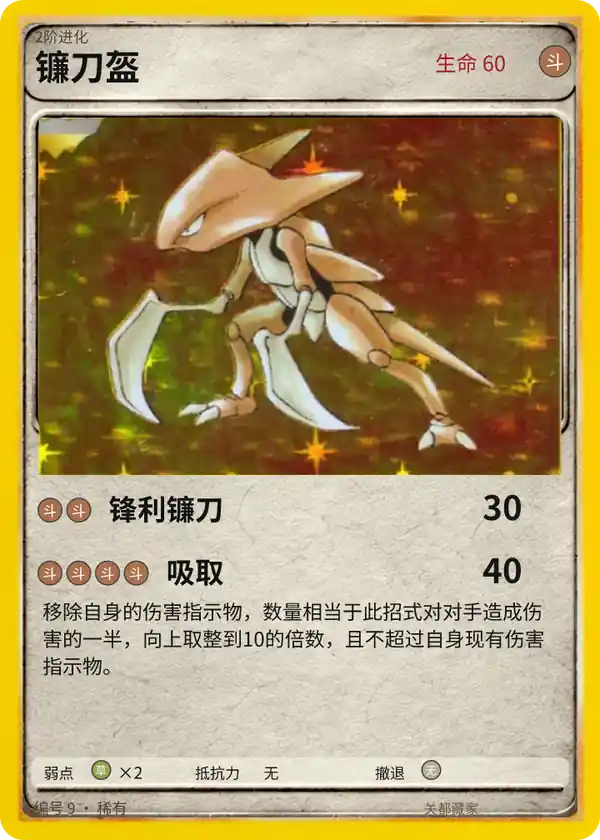 2阶进化
镰刀盔 生命 60 斗
斗 斗 锋利镰刀 30
斗 斗 斗 斗 吸取 40
移除自身的伤害指示物，数量相当于此招式对对手造成伤
害的一半，向上取整到10的倍数，且不超过自身现有伤害
指示物。
弱点 草 ×2 抵抗力 无 撤退 无
编号 9 · 稀有 关都藏家